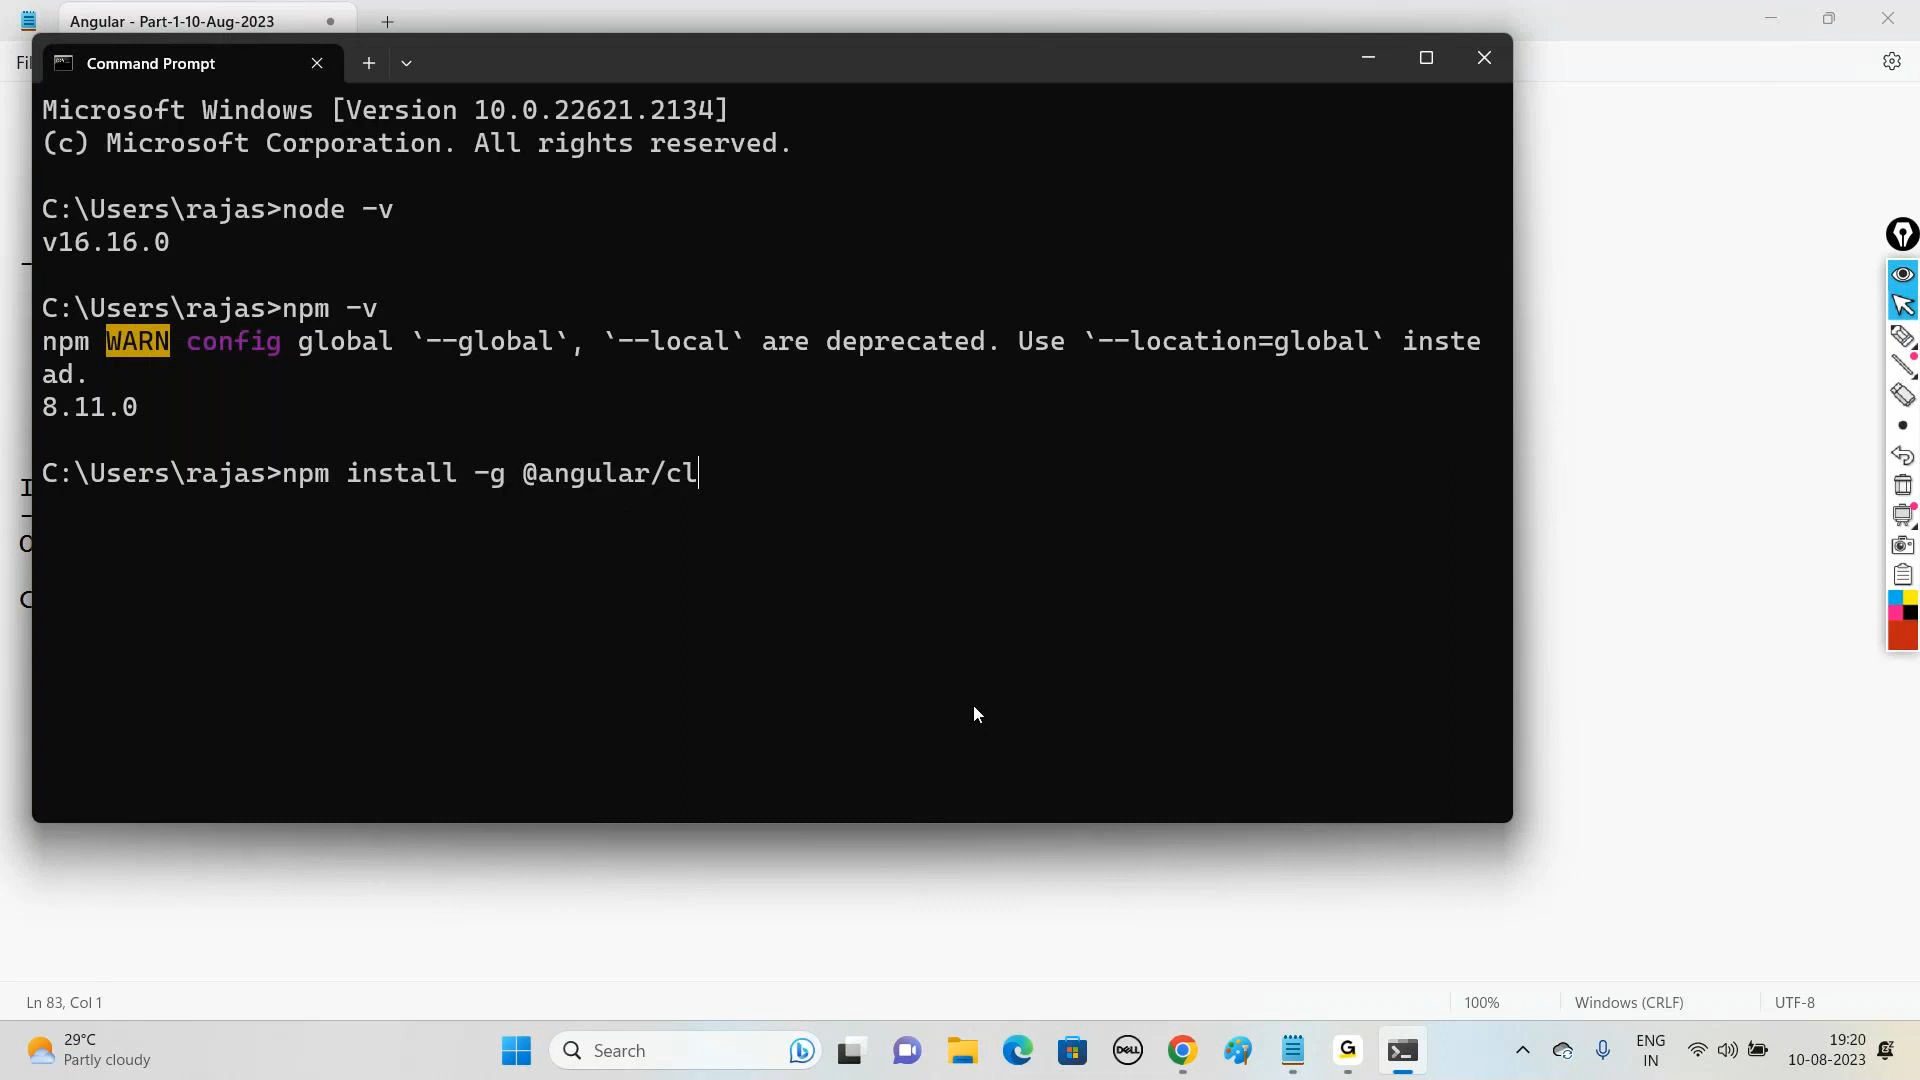 Angular - Part-1-10-Aug-2023
Fil
Command Prompt
Microsoft Windows [Version 10.0.22621.2134]
(c) Microsoft Corporation. All rights reserved.
C:\Users\rajas>node -v
v16.16.0
C:\Users\rajas>npm -v
npm WARN config global `--global`, `--local` are deprecated. Use `--location=global` inste
ad.
8.11.0
C:\Users\rajas>npm install -g @angular/cl
Ln 83, Col 1
100%
Windows (CRLF)
UTF-8
29°C
Partly cloudy
Search
DELL
G
ENG
IN
19:20
10-08-2023